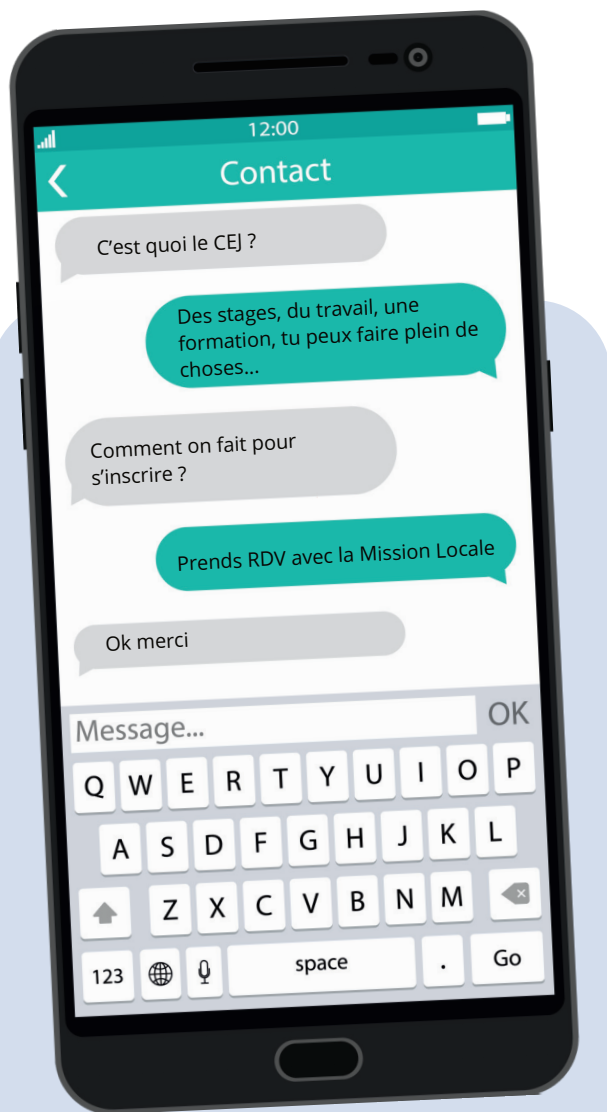 12:00
Contact
C'est quoi le CEJ ?
Des stages, du travail, une
formation, tu peux faire plein de
choses...
Comment on fait pour
s'inscrire ?
Prends RDV avec la Mission Locale
Ok merci
Message... OK
Q W E R T Y U I O P
A S D F G H J K L
Z X C V B N M
123 space . Go